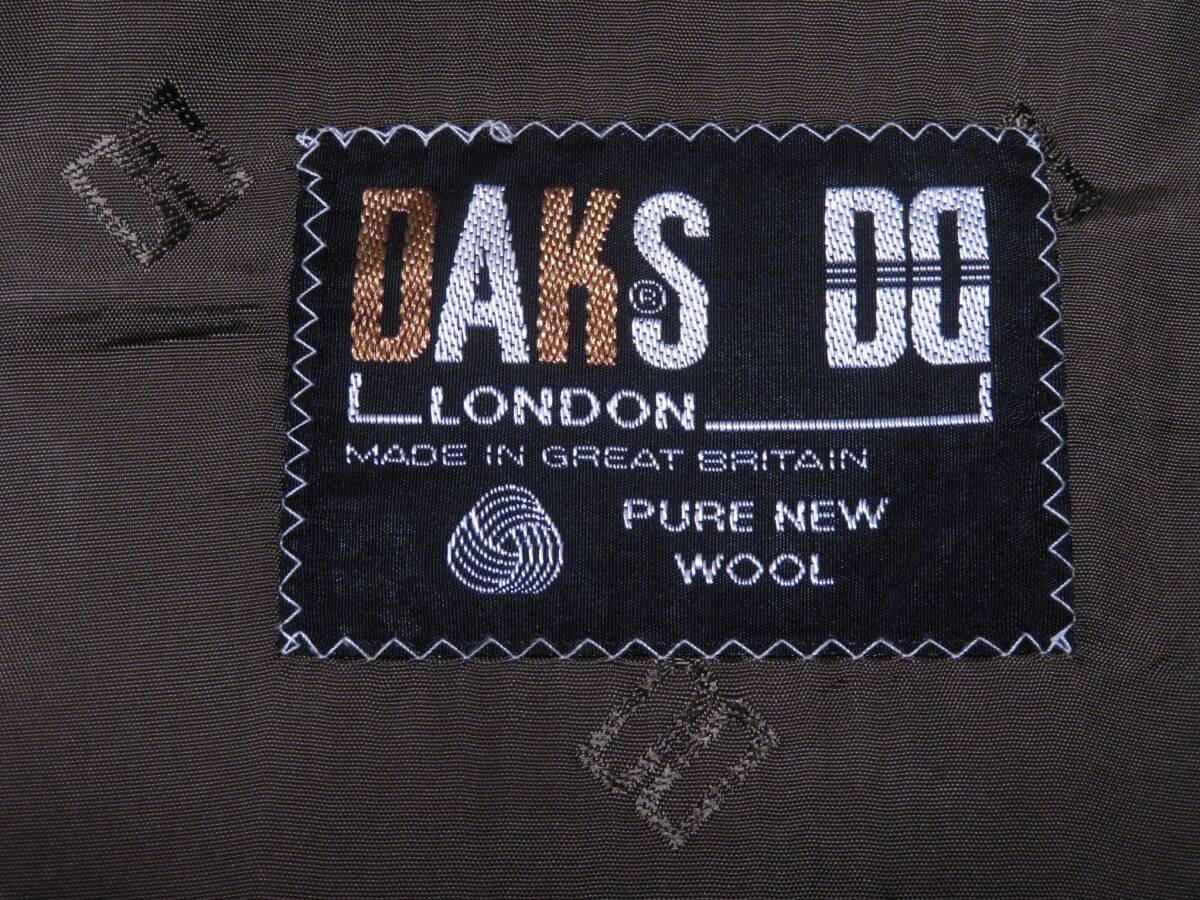 DAKS® DD
LONDON
MADE IN GREAT BRITAIN
PURE NEW
WOOL